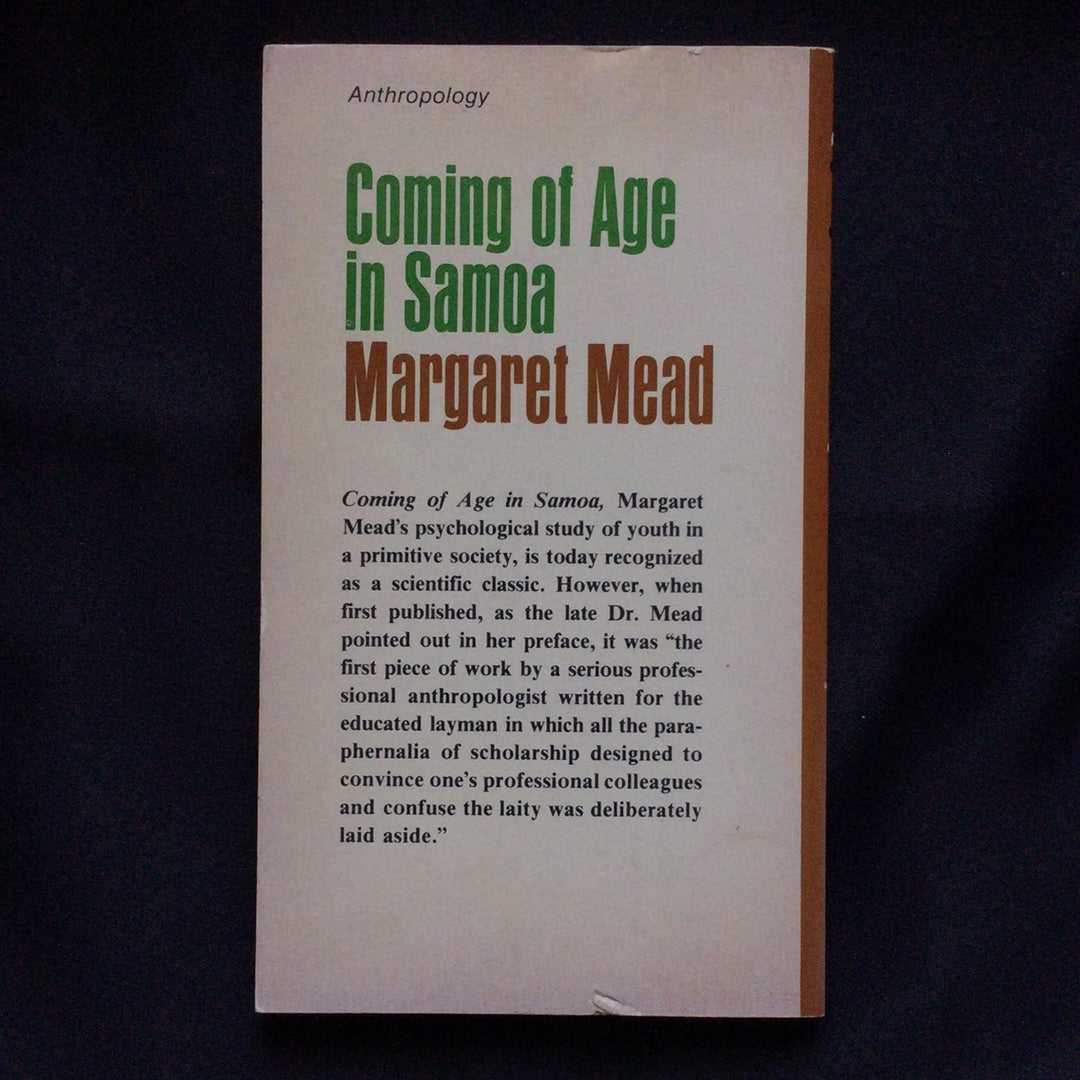 Anthropology
Coming of Age
in Samoa
Margaret Mead
Coming of Age in Samoa, Margaret
Mead's psychological study of youth in
a primitive society, is today recognized
as a scientific classic. However, when
first published, as the late Dr. Mead
pointed out in her preface, it was “the
first piece of work by a serious profes-
sional anthropologist written for the
educated layman in which all the para-
phernalia of scholarship designed to
convince one’s professional colleagues
and confuse the laity was deliberately
laid aside.”